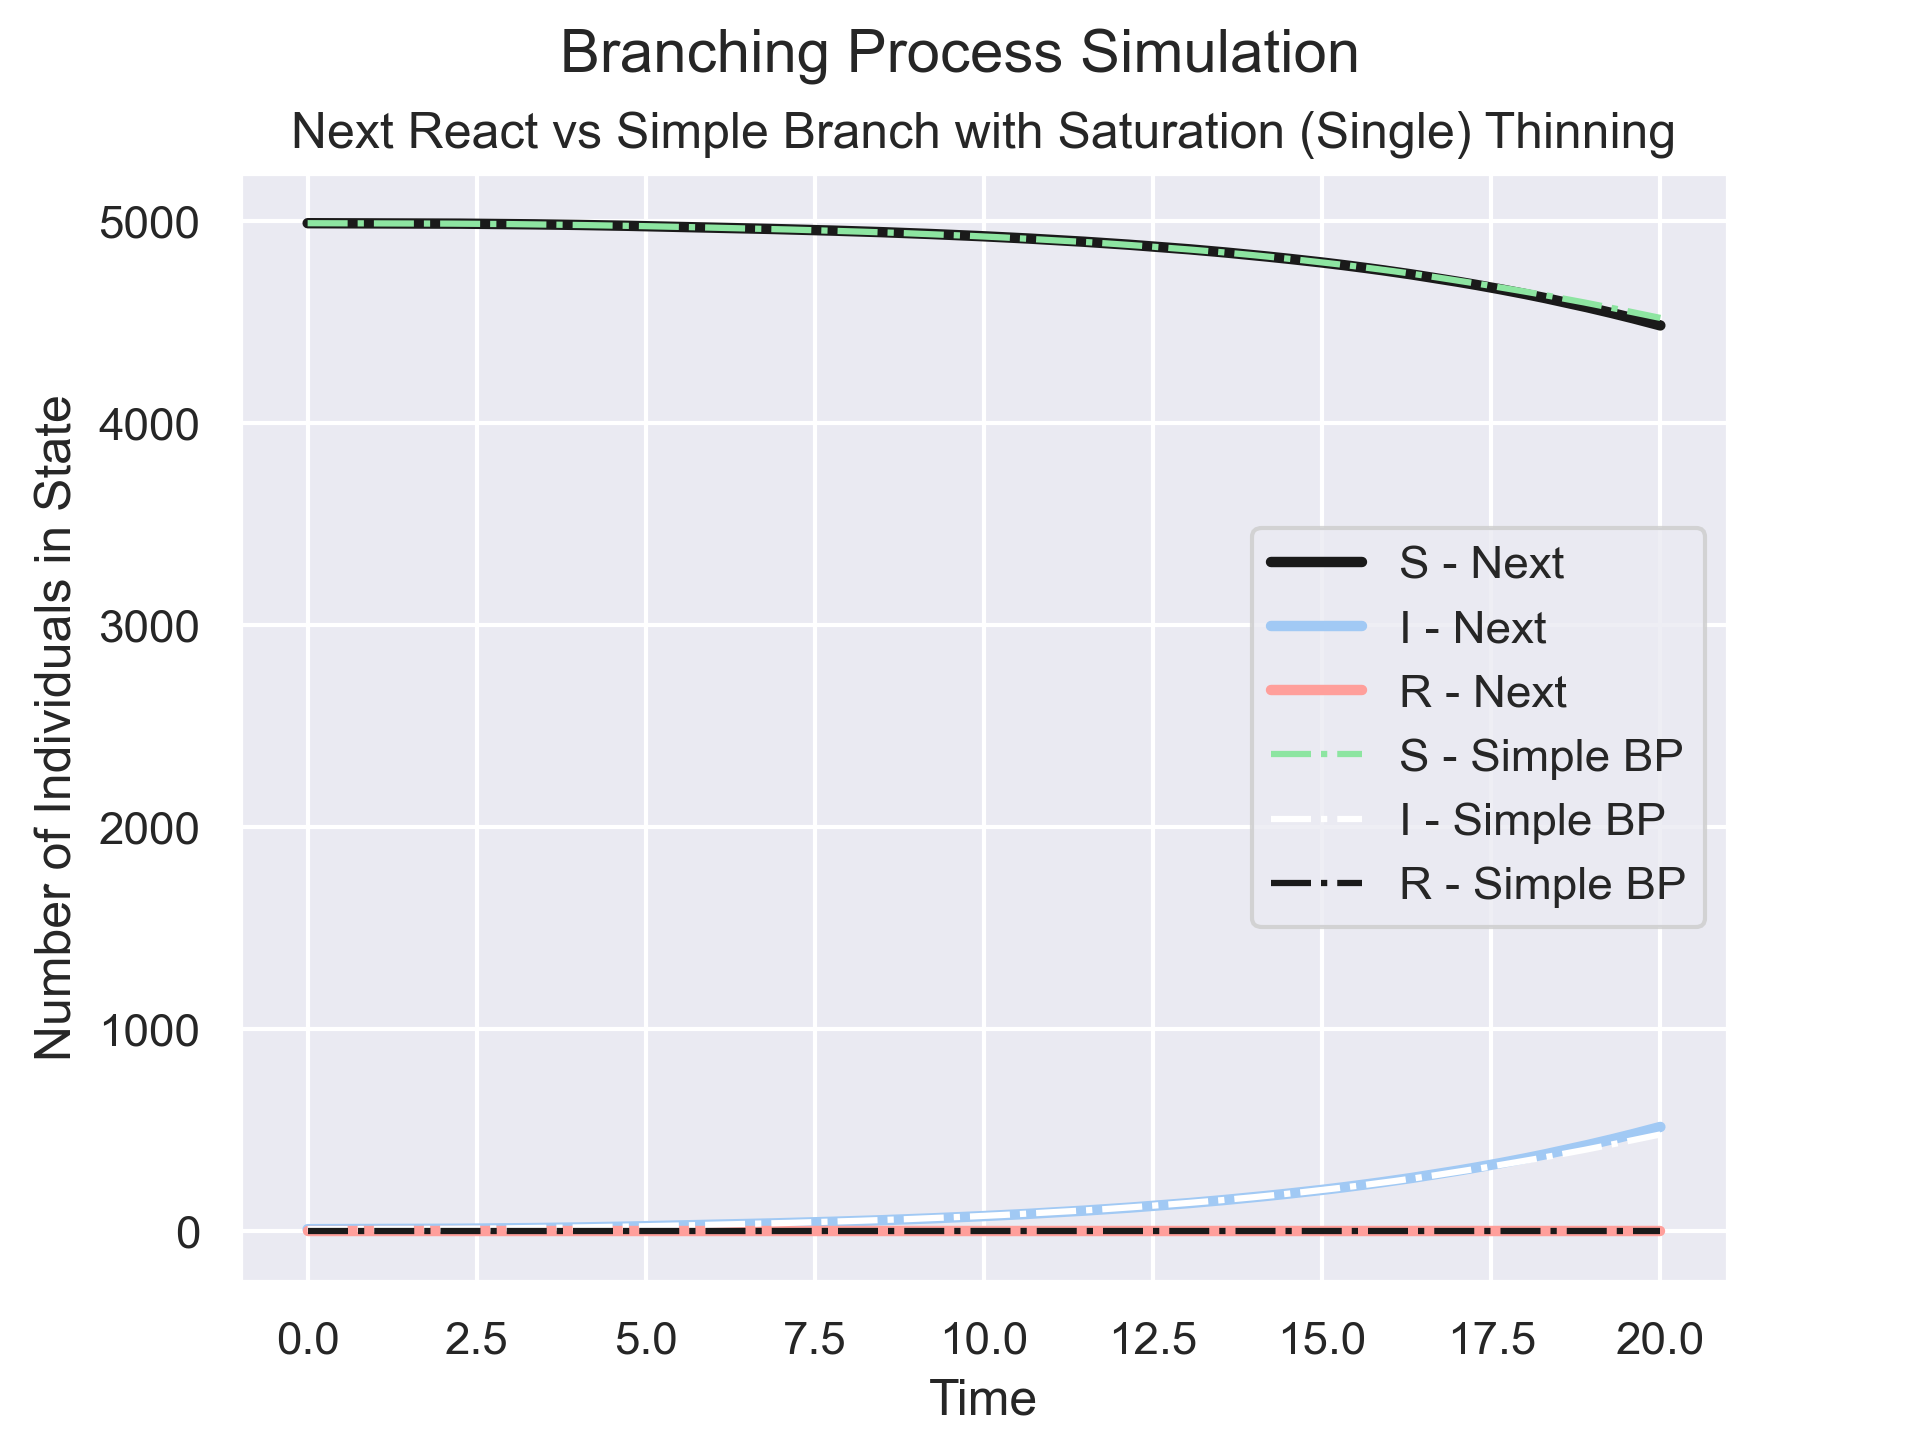 Branching Process Simulation
Next React vs Simple Branch with Saturation (Single) Thinning
Number of Individuals in State
5000
4000
3000
2000
1000
0
S - Next
I - Next
R - Next
S - Simple BP
I - Simple BP
R - Simple BP
0.0 2.5 5.0 7.5 10.0 12.5 15.0 17.5 20.0
Time